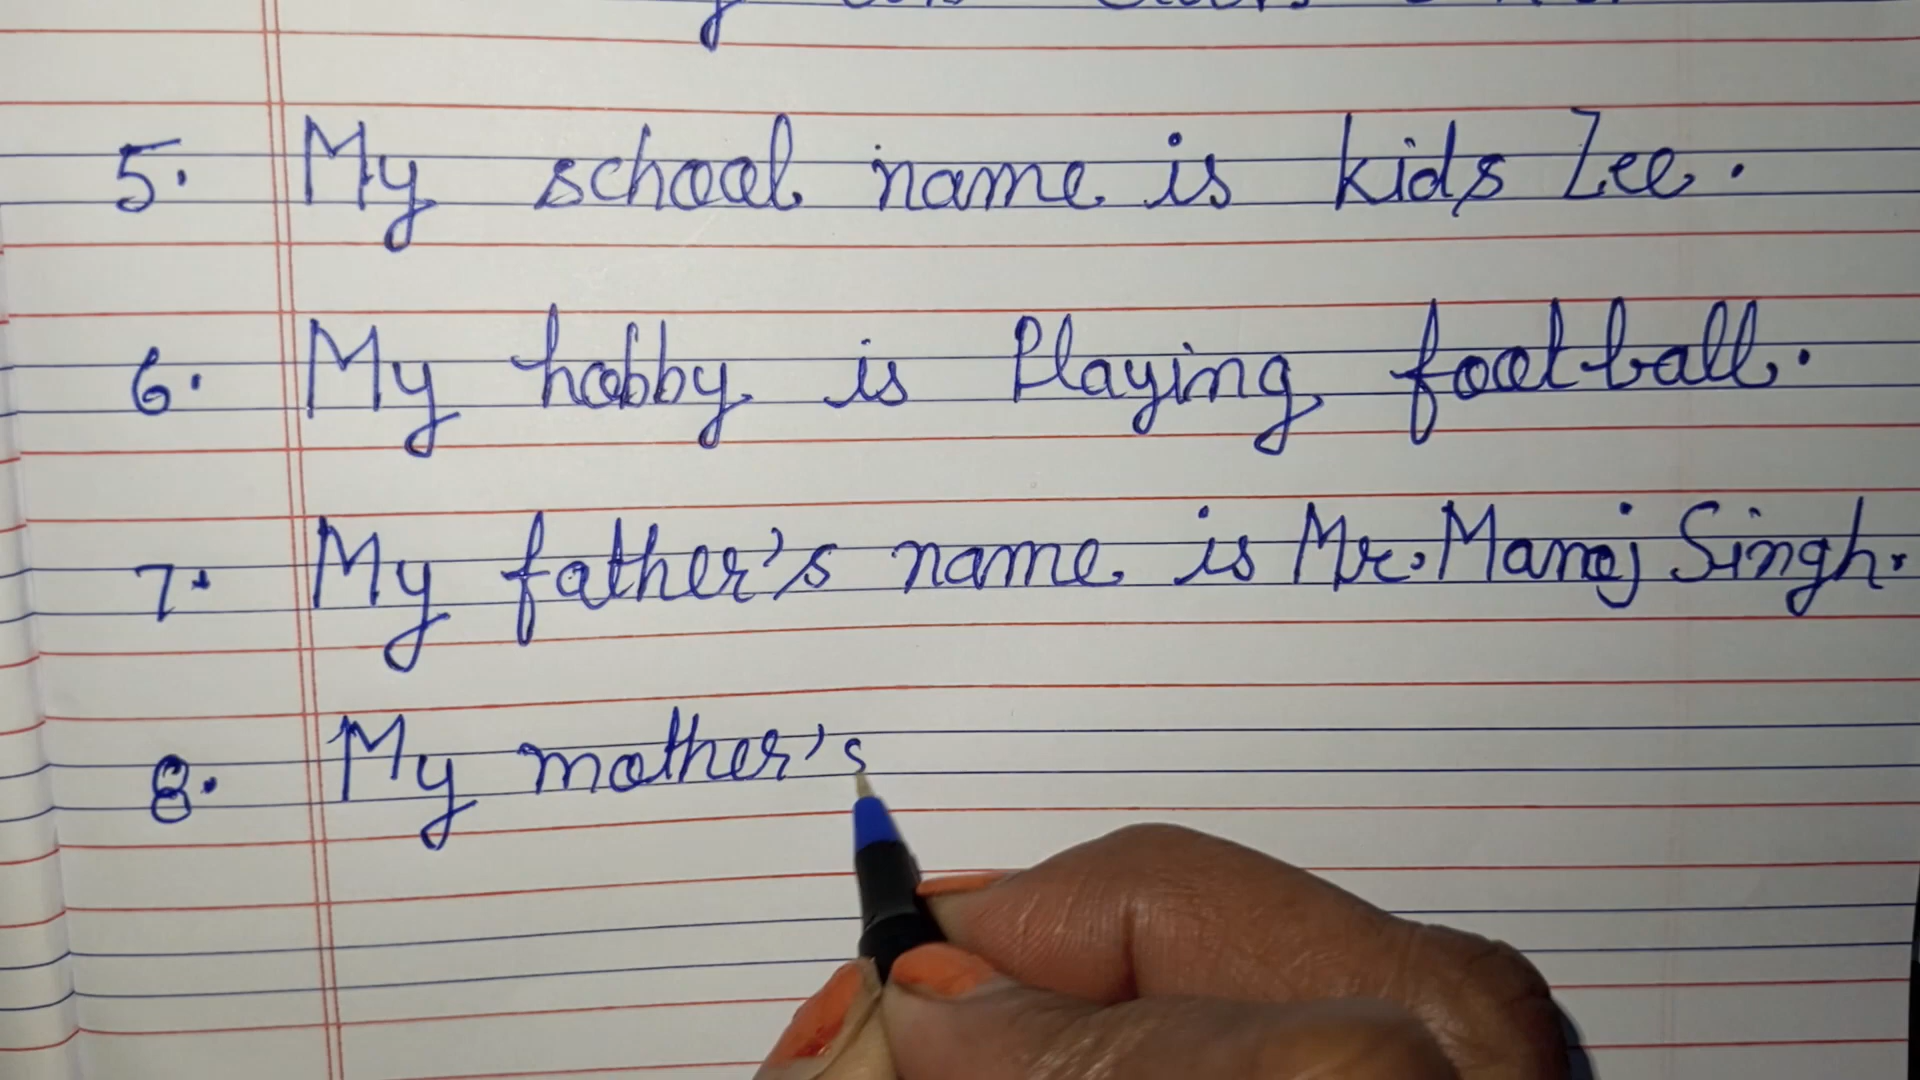 5. My school name is kids Zee.
6. My hobby is Playing football.
7. My father's name is Mr. Manoj Singh.
8. My mother's